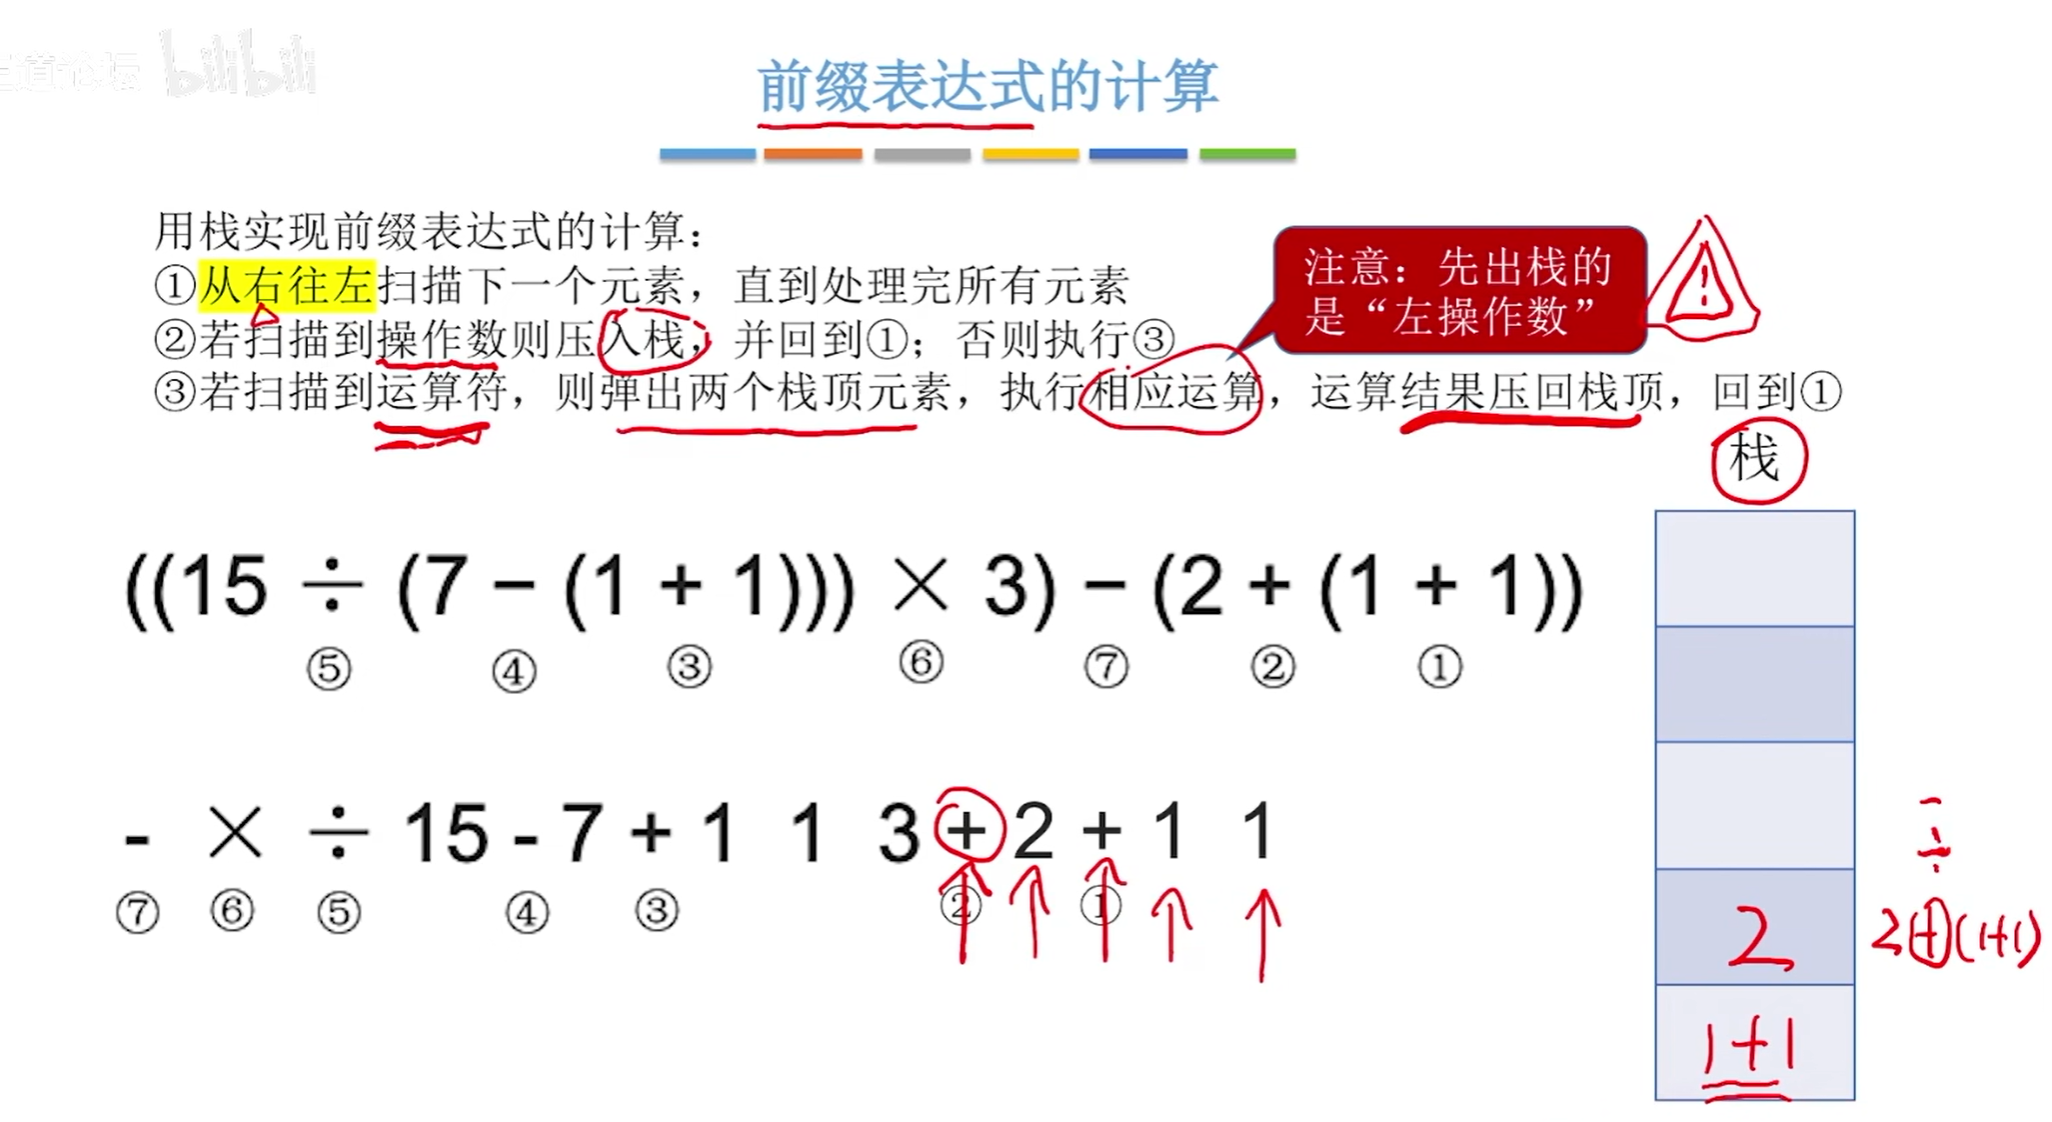 道论坛 bilibili
前缀表达式的计算
用栈实现前缀表达式的计算：
①从右往左扫描下一个元素，直到处理完所有元素
②若扫描到操作数则压入栈，并回到①；否则执行③
③若扫描到运算符，则弹出两个栈顶元素，执行相应运算，运算结果压回栈顶，回到①
注意：先出栈的
是“左操作数”
!
栈
((15 ÷ (7 − (1 + 1))) × 3) − (2 + (1 + 1))
⑤ ④ ③ ⑥ ⑦ ② ①
- × ÷ 15 - 7 + 1 1 3 + 2 + 1 1
⑦ ⑥ ⑤ ④ ③ ② ①
-
÷
2 2+(1+1)
1+1